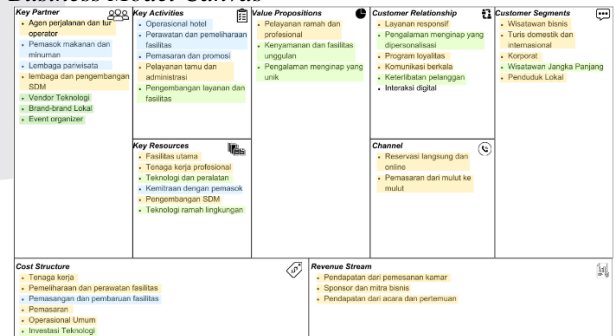 Business Model Canvas
Key Partner
• Agen perjalanan dan tur
operator
• Pemasok makanan dan
minuman
• Lembaga pariwisata
• lembaga dan pengembangan
SDM
• Vendor Teknologi
• Brand-brand Lokal
• Event organizer
Key Activities
• Operasional hotel
• Perawatan dan pemeliharaan
fasilitas
• Pemasaran dan promosi
• Pelayanan tamu dan
administrasi
• Pengembangan layanan dan
fasilitas
Key Resources
• Fasilitas utama
• Tenaga kerja profesional
• Teknologi dan peralatan
• Kemitraan dengan pemasok
• Pengembangan SDM
• Teknologi ramah lingkungan
Value Propositions
• Pelayanan ramah dan
profesional
• Kenyamanan dan fasilitas
unggulan
• Pengalaman menginap yang
unik
Customer Relationship
• Layanan responsif
• Pengalaman menginap yang
dipersonalisasi
• Program loyalitas
• Komunikasi berkala
• Keterlibatan pelanggan
• Interaksi digital
Channel
• Reservasi langsung dan
online
• Pemasaran dari mulut ke
mulut
Customer Segments
• Wisatawan bisnis
• Turis domestik dan
internasional
• Korporat
• Wisatawan Jangka Panjang
• Penduduk Lokal
Cost Structure
• Tenaga kerja
• Pemeliharaan dan perawatan fasilitas
• Pemasangan dan pembaruan fasilitas
• Pemasaran
• Operasional Umum
• Investasi Teknologi
Revenue Stream
• Pendapatan dari pemesanan kamar
• Sponsor dan mitra bisnis
• Pendapatan dari acara dan pertemuan